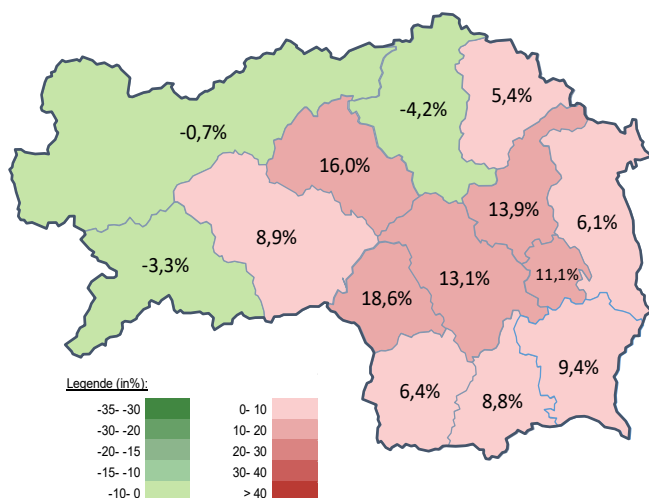 5,4%
-4,2%
-0,7%
16,0%
13,9%
6,1%
8,9%
-3,3%
13,1%
11,1%
18,6%
9,4%
6,4%
8,8%
Legende (in%):
-35- -30 0- 10
-30- -20 10- 20
-20- -15 20- 30
-15- -10 30- 40
-10- 0 > 40